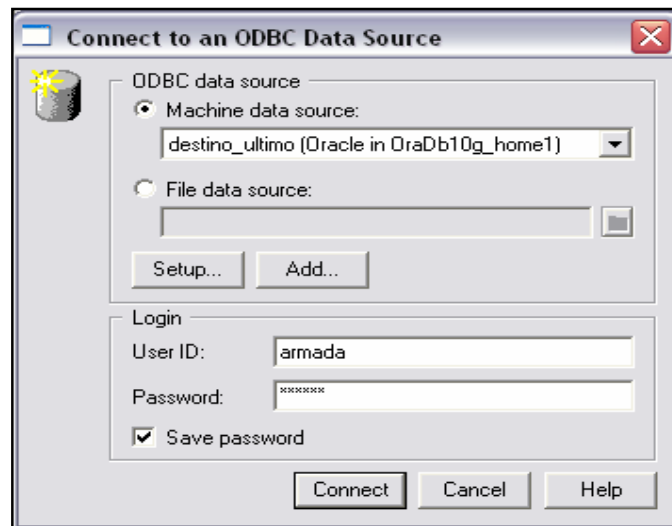 Connect to an ODBC Data Source
ODBC data source
Machine data source:
destino_ultimo (Oracle in OraDb10g_home1)
File data source:
Setup... Add...
Login
User ID: armada
Password: ******
Save password
Connect Cancel Help